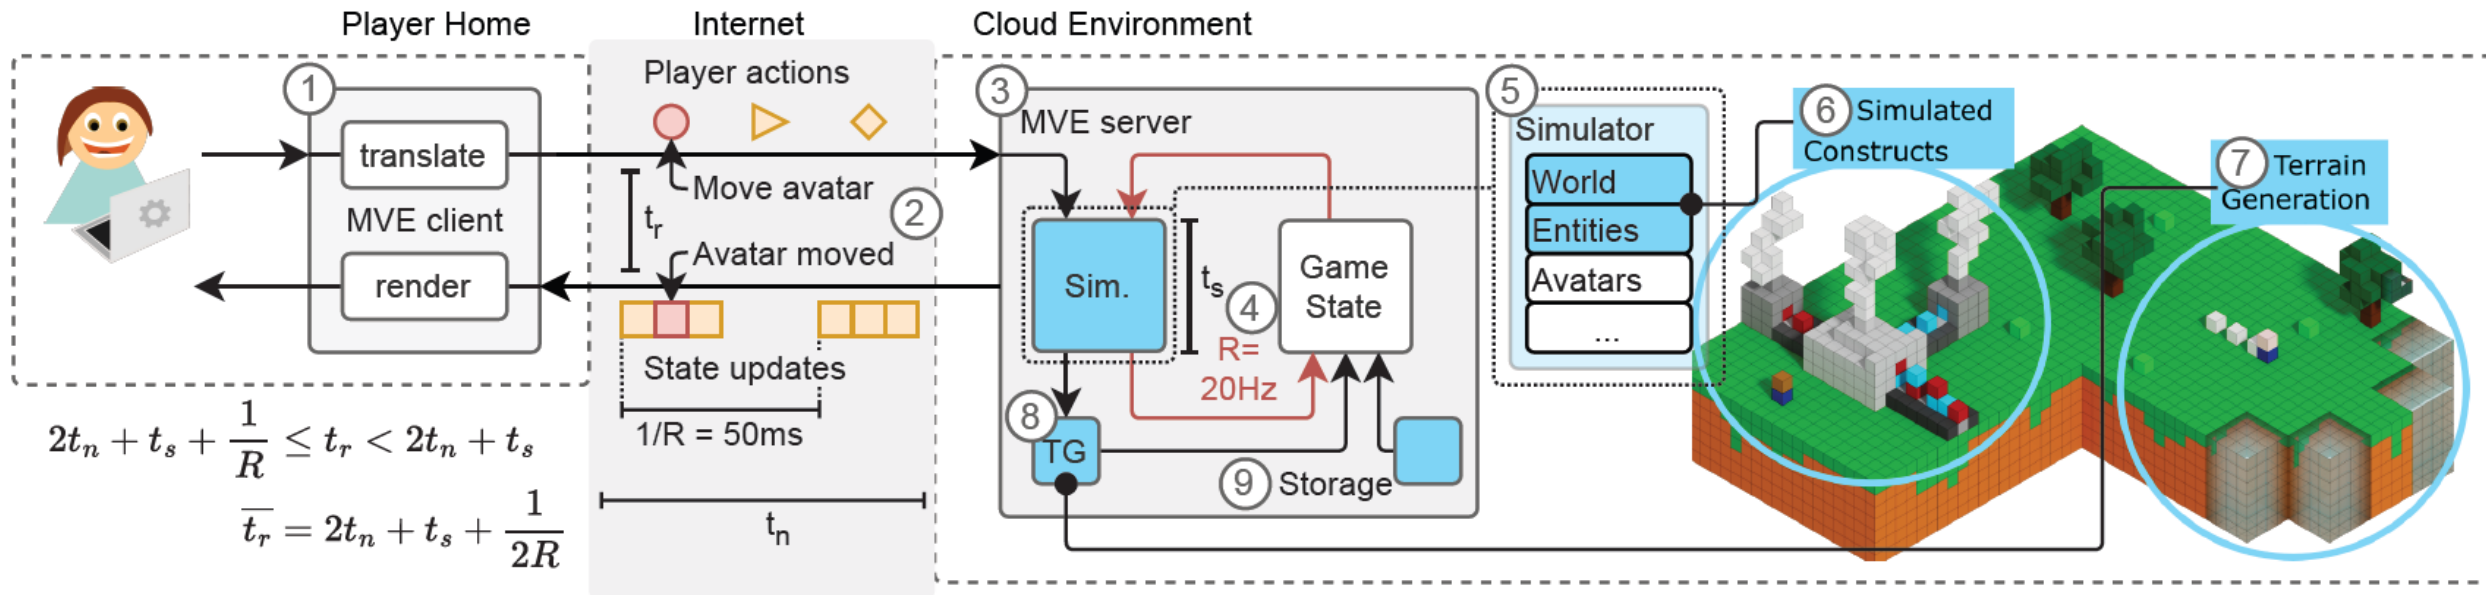 Player Home
Internet
Cloud Environment
1
translate
MVE client
render
Player actions
Move avatar
2
t_r
Avatar moved
State updates
1/R = 50ms
t_n
2t_n + t_s + 1/R ≤ t_r < 2t_n + t_s
\overline{t_r} = 2t_n + t_s + 1/2R
3
MVE server
Sim.
t_s
4
Game
State
R=
20Hz
8
TG
9
Storage
5
Simulator
World
Entities
Avatars
...
6
Simulated
Constructs
7
Terrain
Generation